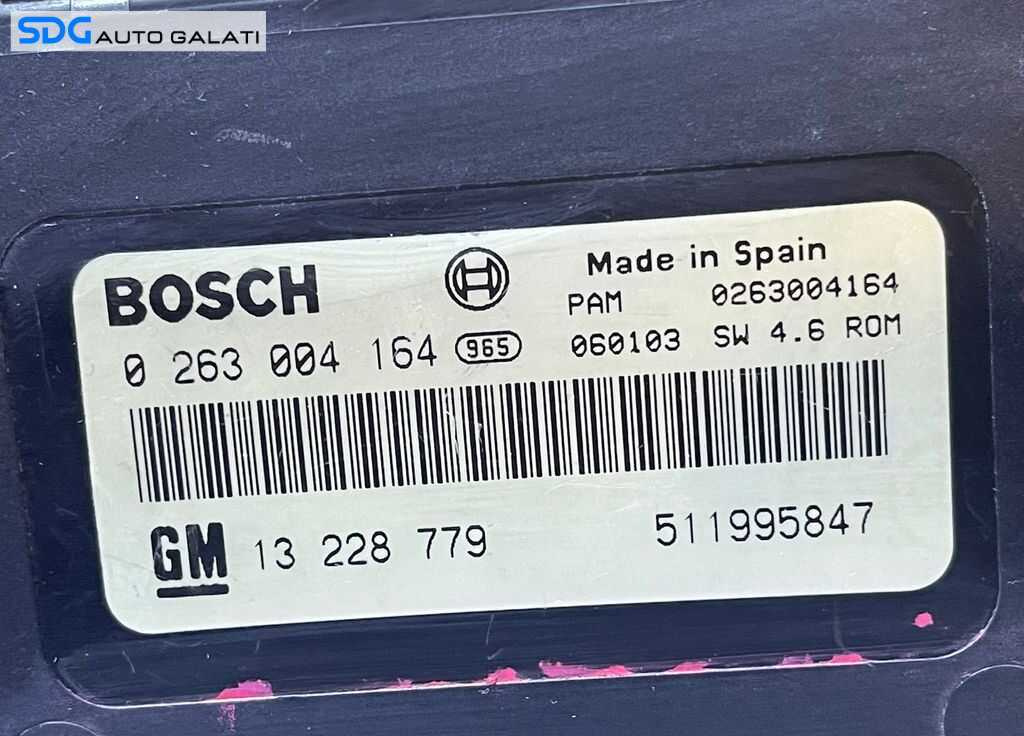 SDG AUTO GALATI
BOSCH
Made in Spain
PAM 0263004164
0 263 004 164 965
060103 SW 4.6 ROM
GM 13 228 779
511995847